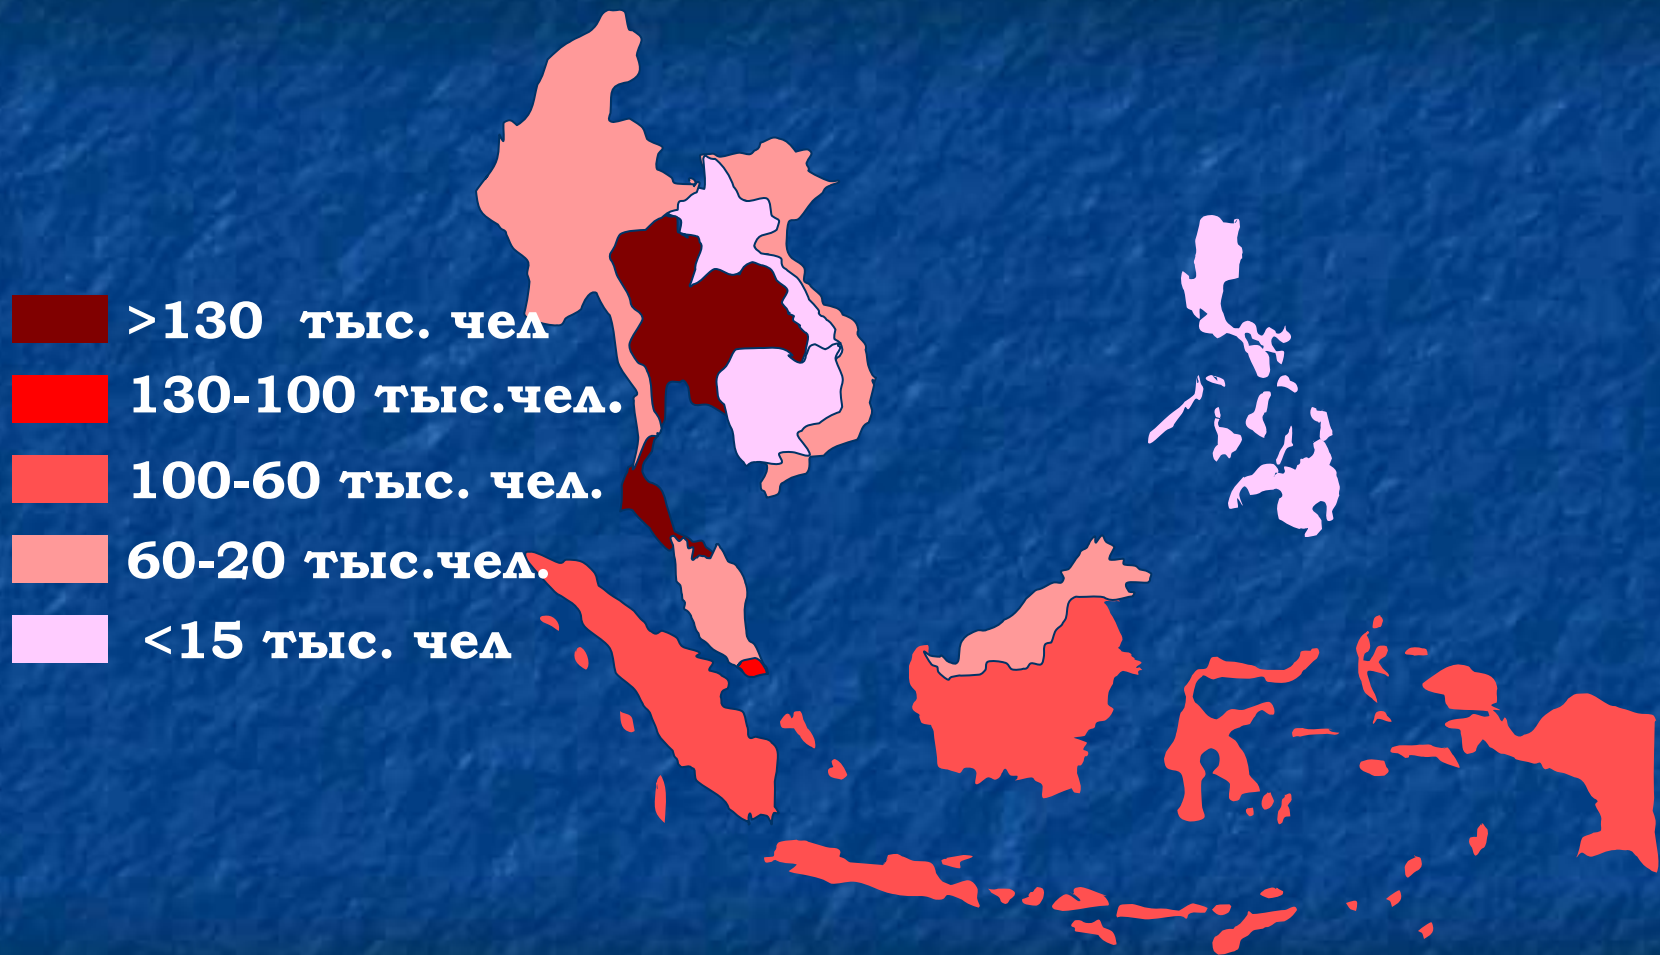 >130 тыс. чел
130-100 тыс.чел.
100-60 тыс. чел.
60-20 тыс.чел.
<15 тыс. чел